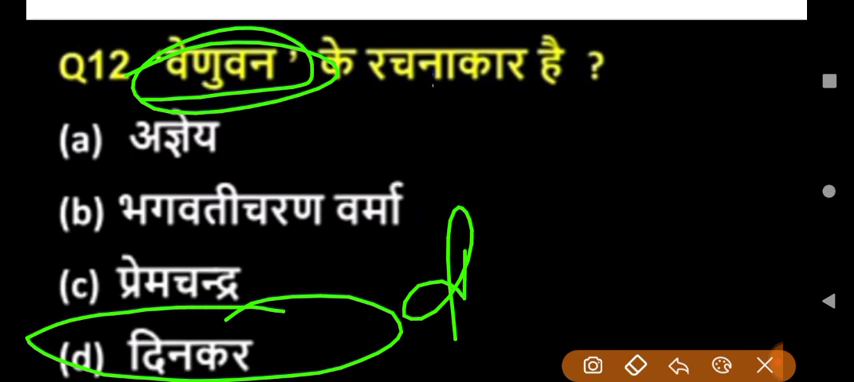 Q12 'वेणुवन' के रचनाकार है ?
(a) अज्ञेय
(b) भगवतीचरण वर्मा
(c) प्रेमचन्द्र
(d) दिनकर
d